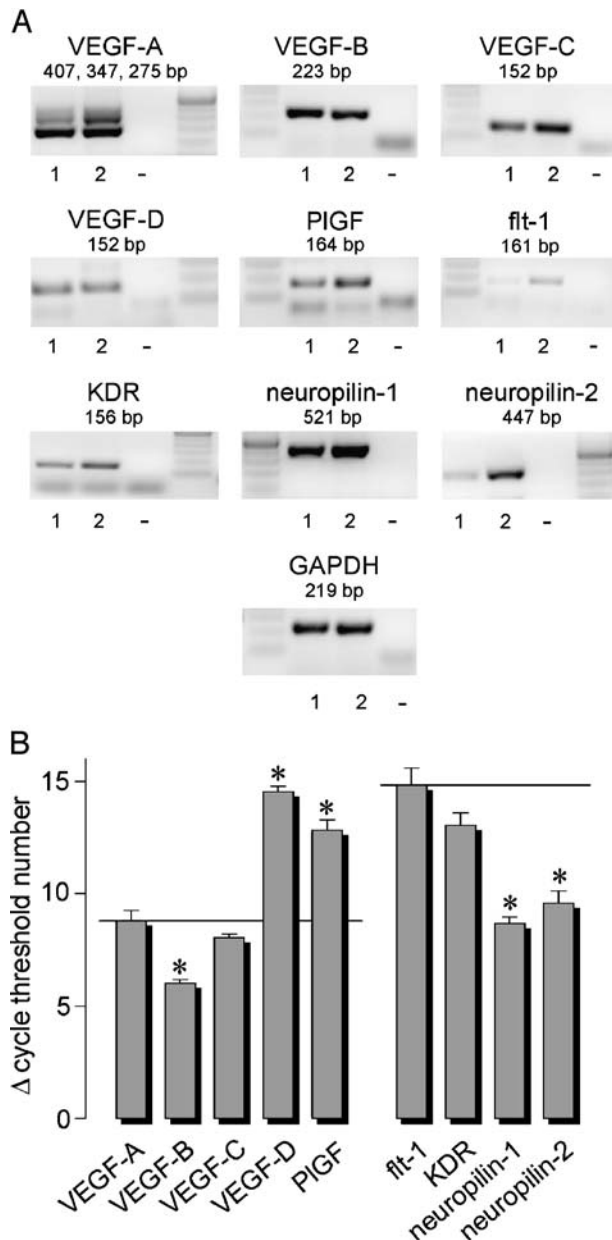 A
VEGF-A VEGF-B VEGF-C
407, 347, 275 bp 223 bp 152 bp
1 2 - 1 2 - 1 2 -
VEGF-D PlGF flt-1
152 bp 164 bp 161 bp
1 2 - 1 2 - 1 2 -
KDR neuropilin-1 neuropilin-2
156 bp 521 bp 447 bp
1 2 - 1 2 - 1 2 -
GAPDH
219 bp
1 2 -
B
Δ cycle threshold number
15
10
5
0
* * * * *
VEGF-A VEGF-B VEGF-C VEGF-D PlGF flt-1 KDR neuropilin-1 neuropilin-2